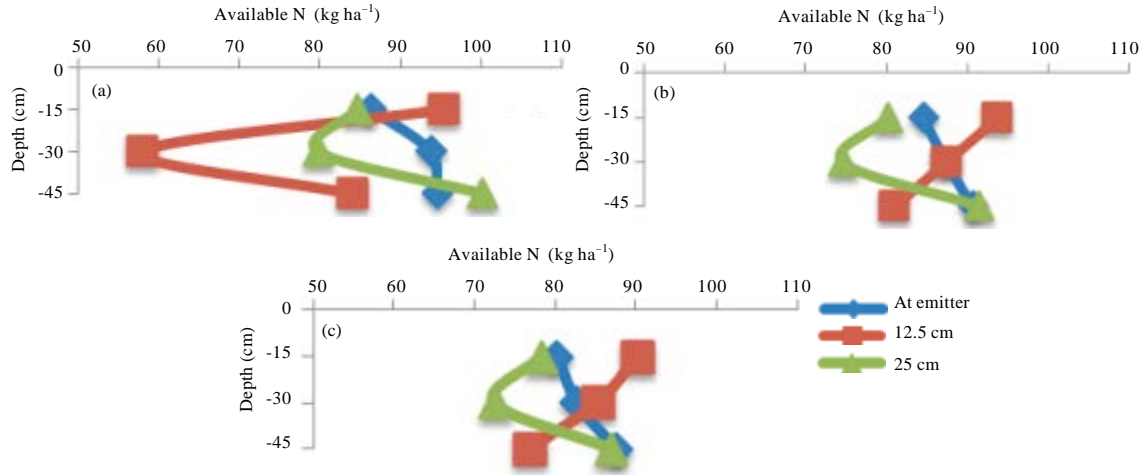 Available N (kg ha⁻¹)
50 60 70 80 90 100 110
0
-15
-30
-45
Depth (cm)
(a)
Available N (kg ha⁻¹)
50 60 70 80 90 100 110
0
-15
-30
-45
Depth (cm)
(b)
Available N (kg ha⁻¹)
50 60 70 80 90 100 110
0
-15
-30
-45
Depth (cm)
(c)
At emitter
12.5 cm
25 cm